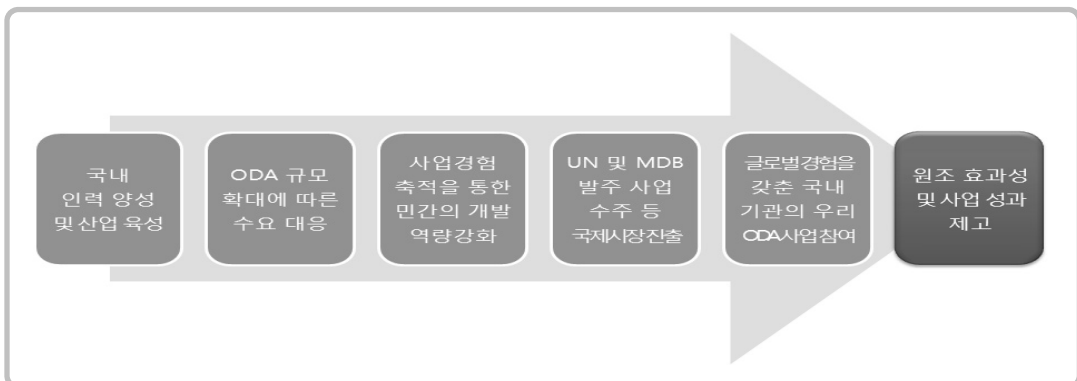 국내
인력 양성
및 산업 육성
ODA 규모
확대에 따른
수요 대응
사업경험
축적을 통한
민간의 개발
역량강화
UN 및 MDB
발주 사업
수주 등
국제시장 진출
글로벌 경험을
갖춘 국내
기관의 우리
ODA사업 참여
원조 효과성
및 사업 성과
제고